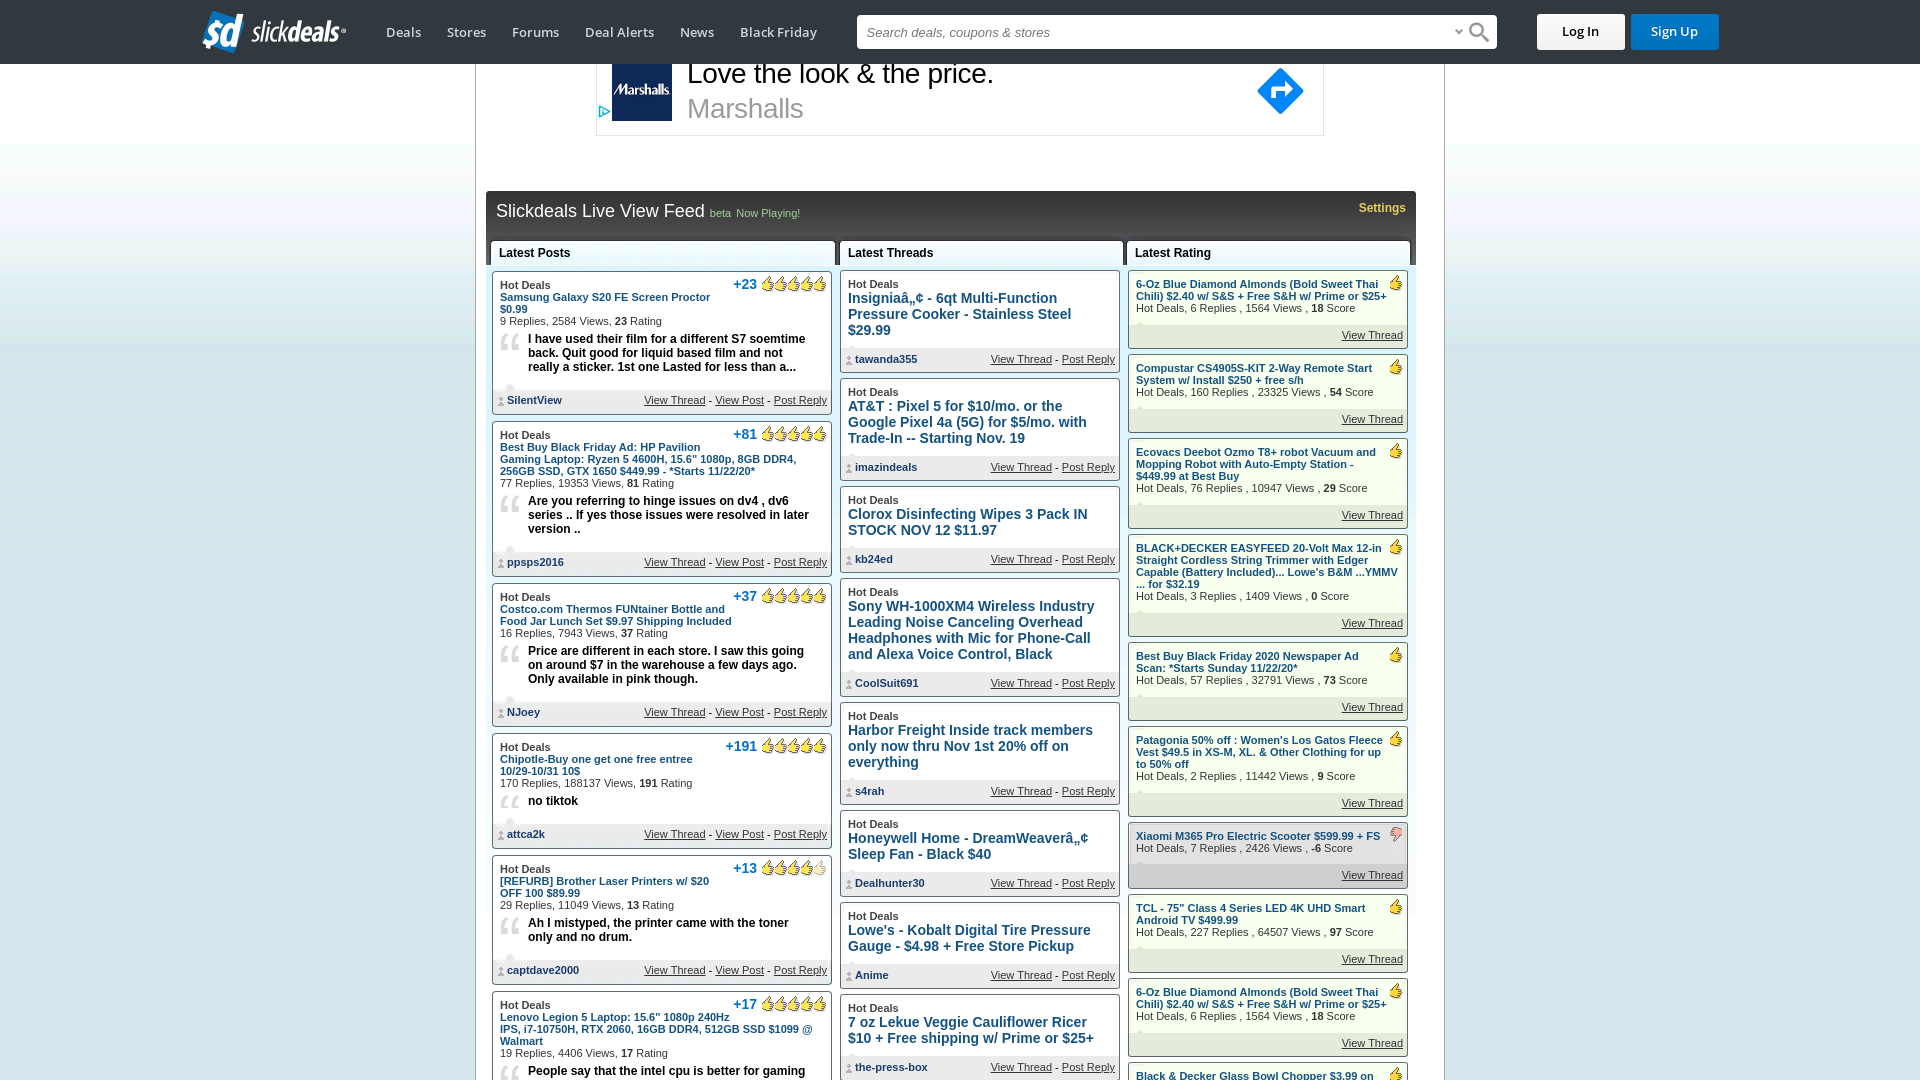 slickdeals
Deals
Stores
Forums
Deal Alerts
News
Black Friday
Search deals, coupons & stores
Log In
Sign Up
Love the look & the price.
Marshalls
Marshalls
Slickdeals Live View Feed beta Now Playing!
Settings
Latest Posts
Hot Deals
+23
Samsung Galaxy S20 FE Screen Proctor
$0.99
9 Replies, 2584 Views, 23 Rating
I have used their film for a different S7 soemtime
back. Quit good for liquid based film and not
really a sticker. 1st one Lasted for less than a...
SilentView
View Thread - View Post - Post Reply
Hot Deals
+81
Best Buy Black Friday Ad: HP Pavilion
Gaming Laptop: Ryzen 5 4600H, 15.6" 1080p, 8GB DDR4,
256GB SSD, GTX 1650 $449.99 - *Starts 11/22/20*
77 Replies, 19353 Views, 81 Rating
Are you referring to hinge issues on dv4 , dv6
series .. If yes those issues were resolved in later
version ..
ppsps2016
View Thread - View Post - Post Reply
Hot Deals
+37
Costco.com Thermos FUNtainer Bottle and
Food Jar Lunch Set $9.97 Shipping Included
16 Replies, 7943 Views, 37 Rating
Price are different in each store. I saw this going
on around $7 in the warehouse a few days ago.
Only available in pink though.
NJoey
View Thread - View Post - Post Reply
Hot Deals
+191
Chipotle-Buy one get one free entree
10/29-10/31 10$
170 Replies, 188137 Views, 191 Rating
no tiktok
attca2k
View Thread - View Post - Post Reply
Hot Deals
+13
[REFURB] Brother Laser Printers w/ $20
OFF 100 $89.99
29 Replies, 11049 Views, 13 Rating
Ah I mistyped, the printer came with the toner
only and no drum.
captdave2000
View Thread - View Post - Post Reply
Hot Deals
+17
Lenovo Legion 5 Laptop: 15.6'' 1080p 240Hz
IPS, i7-10750H, RTX 2060, 16GB DDR4, 512GB SSD $1099 @
Walmart
19 Replies, 4406 Views, 17 Rating
People say that the intel cpu is better for gaming
Latest Threads
Hot Deals
Insigniaâ„¢ - 6qt Multi-Function
Pressure Cooker - Stainless Steel
$29.99
tawanda355
View Thread - Post Reply
Hot Deals
AT&T : Pixel 5 for $10/mo. or the
Google Pixel 4a (5G) for $5/mo. with
Trade-In -- Starting Nov. 19
imazindeals
View Thread - Post Reply
Hot Deals
Clorox Disinfecting Wipes 3 Pack IN
STOCK NOV 12 $11.97
kb24ed
View Thread - Post Reply
Hot Deals
Sony WH-1000XM4 Wireless Industry
Leading Noise Canceling Overhead
Headphones with Mic for Phone-Call
and Alexa Voice Control, Black
CoolSuit691
View Thread - Post Reply
Hot Deals
Harbor Freight Inside track members
only now thru Nov 1st 20% off on
everything
s4rah
View Thread - Post Reply
Hot Deals
Honeywell Home - DreamWeaverâ„¢
Sleep Fan - Black $40
Dealhunter30
View Thread - Post Reply
Hot Deals
Lowe's - Kobalt Digital Tire Pressure
Gauge - $4.98 + Free Store Pickup
Anime
View Thread - Post Reply
Hot Deals
7 oz Lekue Veggie Cauliflower Ricer
$10 + Free shipping w/ Prime or $25+
the-press-box
View Thread - Post Reply
Latest Rating
6-Oz Blue Diamond Almonds (Bold Sweet Thai
Chili) $2.40 w/ S&S + Free S&H w/ Prime or $25+
Hot Deals, 6 Replies , 1564 Views , 18 Score
View Thread
Compustar CS4905S-KIT 2-Way Remote Start
System w/ Install $250 + free s/h
Hot Deals, 160 Replies , 23325 Views , 54 Score
View Thread
Ecovacs Deebot Ozmo T8+ robot Vacuum and
Mopping Robot with Auto-Empty Station -
$449.99 at Best Buy
Hot Deals, 76 Replies , 10947 Views , 29 Score
View Thread
BLACK+DECKER EASYFEED 20-Volt Max 12-in
Straight Cordless String Trimmer with Edger
Capable (Battery Included)... Lowe's B&M ...YMMV
... for $32.19
Hot Deals, 3 Replies , 1409 Views , 0 Score
View Thread
Best Buy Black Friday 2020 Newspaper Ad
Scan: *Starts Sunday 11/22/20*
Hot Deals, 57 Replies , 32791 Views , 73 Score
View Thread
Patagonia 50% off : Women's Los Gatos Fleece
Vest $49.5 in XS-M, XL. & Other Clothing for up
to 50% off
Hot Deals, 2 Replies , 11442 Views , 9 Score
View Thread
Xiaomi M365 Pro Electric Scooter $599.99 + FS
Hot Deals, 7 Replies , 2426 Views , -6 Score
View Thread
TCL - 75" Class 4 Series LED 4K UHD Smart
Android TV $499.99
Hot Deals, 227 Replies , 64507 Views , 97 Score
View Thread
6-Oz Blue Diamond Almonds (Bold Sweet Thai
Chili) $2.40 w/ S&S + Free S&H w/ Prime or $25+
Hot Deals, 6 Replies , 1564 Views , 18 Score
View Thread
Black & Decker Glass Bowl Chopper $3.99 on